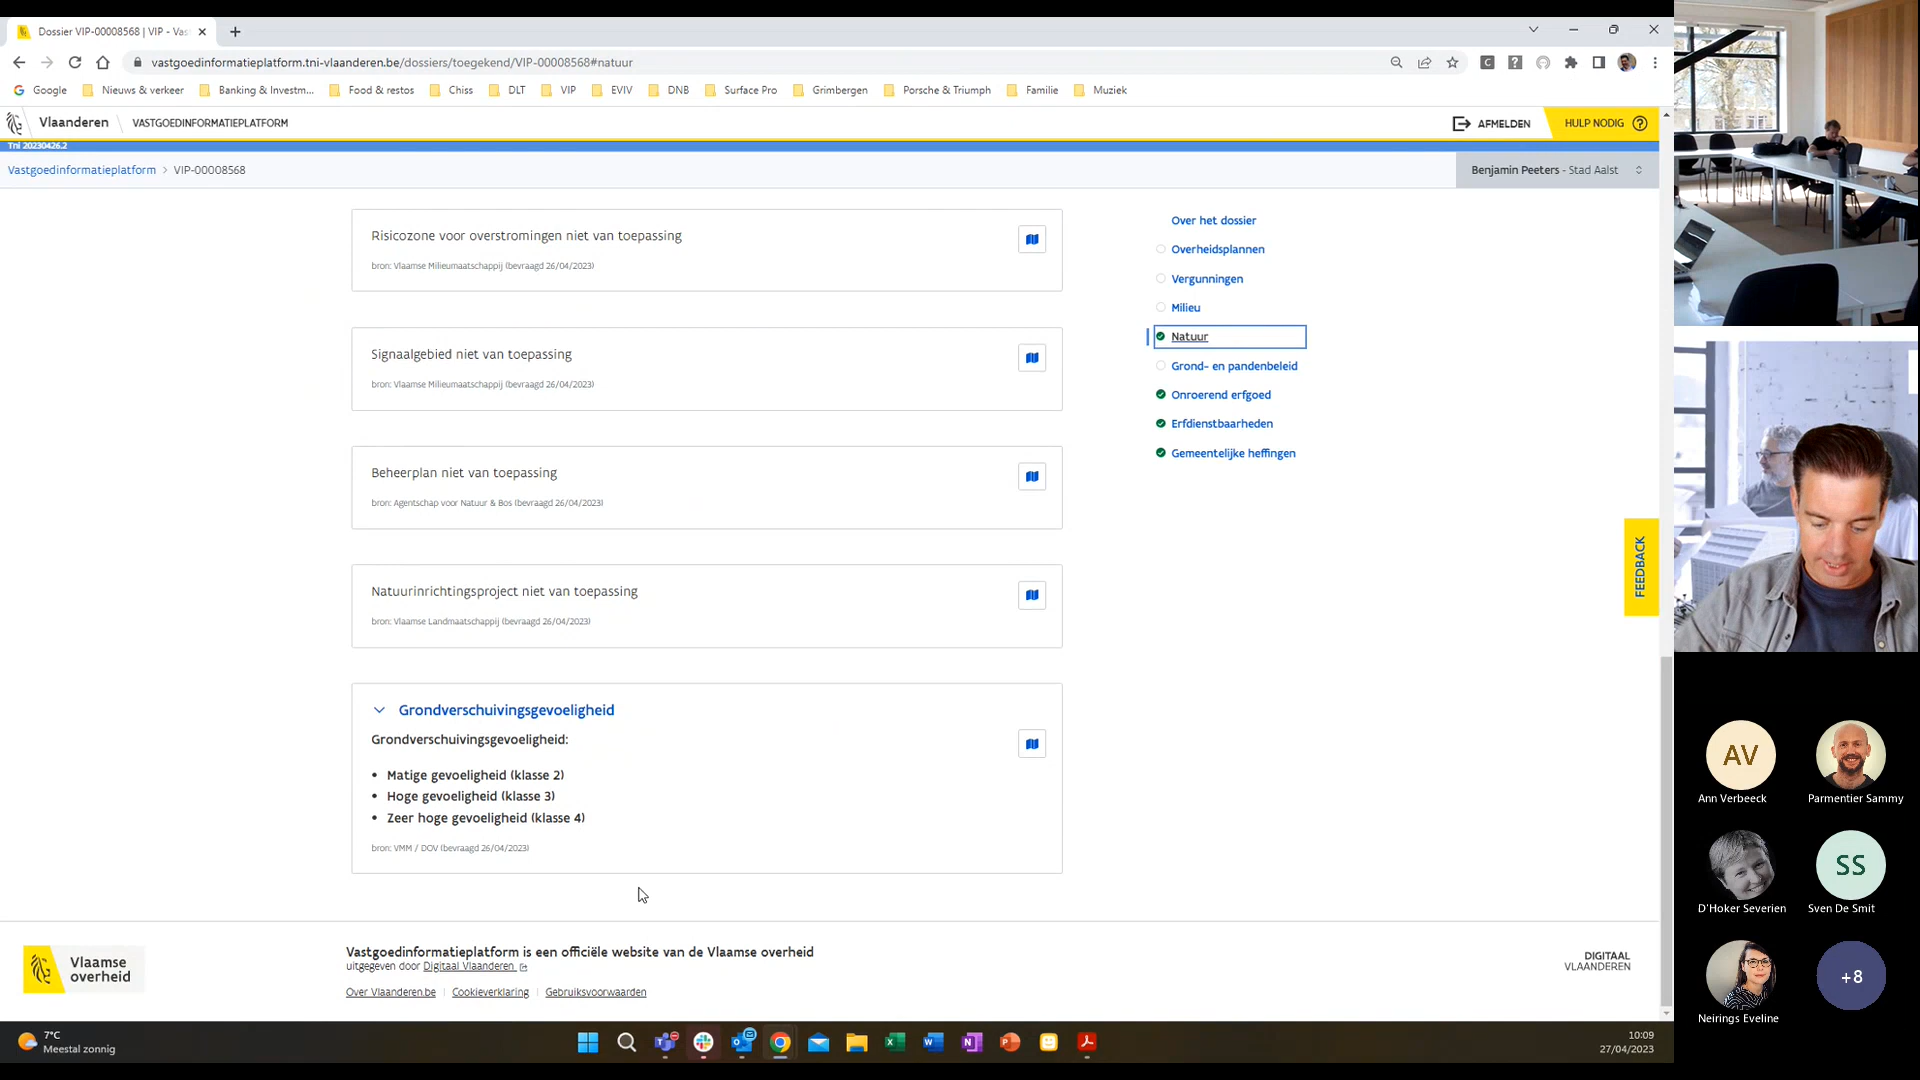 Dossier VIP-00008568 | VIP - Vas
vastgoedinformatieplatform.tni-vlaanderen.be/dossiers/toegekend/VIP-00008568#natuur
Google
Nieuws & verkeer
Banking & Investm...
Food & restos
Chiss
DLT
VIP
EVIV
DNB
Surface Pro
Grimbergen
Porsche & Triumph
Familie
Muziek
Vlaanderen
VASTGOEDINFORMATIEPLATFORM
AFMELDEN
HULP NODIG
TnI 20230426.2
Vastgoedinformatieplatform > VIP-00008568
Benjamin Peeters - Stad Aalst
Risicozone voor overstromingen niet van toepassing
bron: Vlaamse Milieumaatschappij (bevraagd 26/04/2023)
Signaalgebied niet van toepassing
bron: Vlaamse Milieumaatschappij (bevraagd 26/04/2023)
Beheerplan niet van toepassing
bron: Agentschap voor Natuur & Bos (bevraagd 26/04/2023)
Natuurinrichtingsproject niet van toepassing
bron: Vlaamse Landmaatschappij (bevraagd 26/04/2023)
Grondverschuivingsgevoeligheid
Grondverschuivingsgevoeligheid:
• Matige gevoeligheid (klasse 2)
• Hoge gevoeligheid (klasse 3)
• Zeer hoge gevoeligheid (klasse 4)
bron: VMM / DOV (bevraagd 26/04/2023)
Over het dossier
Overheidsplannen
Vergunningen
Milieu
Natuur
Grond- en pandenbeleid
Onroerend erfgoed
Erfdienstbaarheden
Gemeentelijke heffingen
FEEDBACK
Vlaamse
overheid
Vastgoedinformatieplatform is een officiële website van de Vlaamse overheid
uitgegeven door Digitaal Vlaanderen
Over Vlaanderen.be
Cookieverklaring
Gebruiksvoorwaarden
DIGITAAL
VLAANDEREN
7°C
Meestal zonnig
10:09
27/04/2023
AV
Ann Verbeeck
Parmentier Sammy
D'Hoker Severien
SS
Sven De Smit
Neirings Eveline
+8